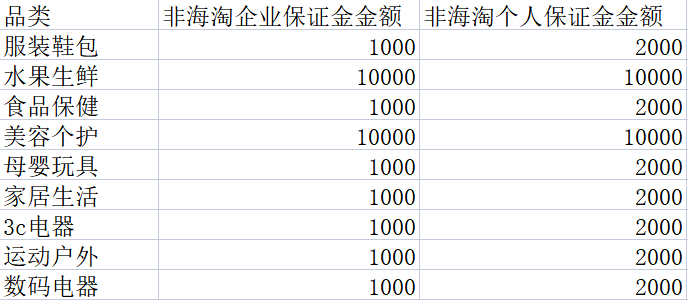 品类 非海淘企业保证金金额 非海淘个人保证金金额
服装鞋包 1000 2000
水果生鲜 10000 10000
食品保健 1000 2000
美容个护 10000 10000
母婴玩具 1000 2000
家居生活 1000 2000
3c电器 1000 2000
运动户外 1000 2000
数码电器 1000 2000